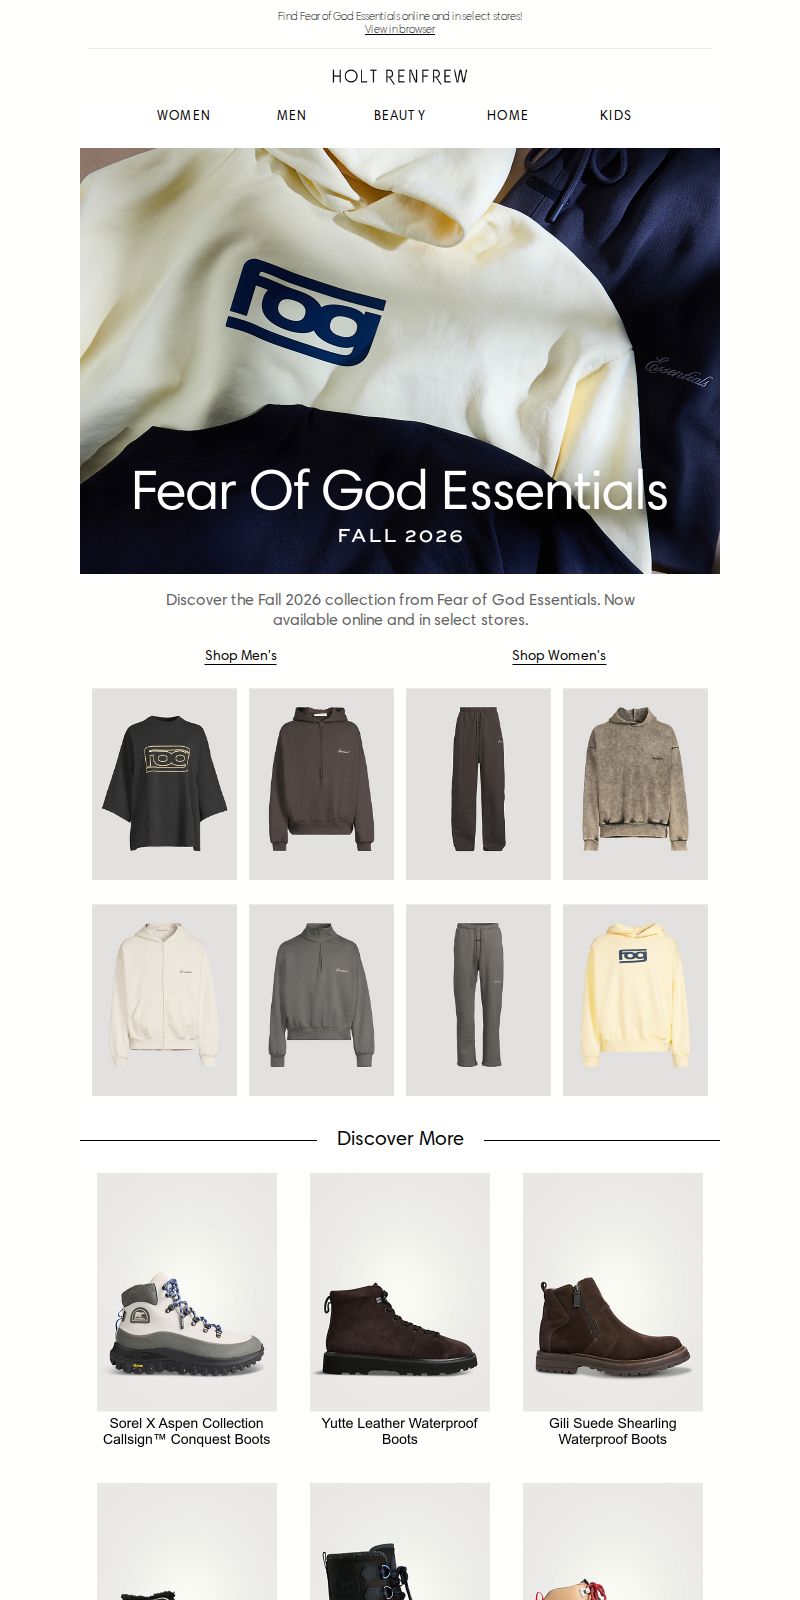 Find Fear of God Essentials online and in select stores!
View in browser
HOLT RENFREW
WOMEN MEN BEAUTY HOME KIDS
fog
Essentials
Fear Of God Essentials
FALL 2026
Discover the Fall 2026 collection from Fear of God Essentials. Now
available online and in select stores.
Shop Men's Shop Women's
fog
fog
Discover More
Sorel X Aspen Collection
Callsign™ Conquest Boots
Yutte Leather Waterproof
Boots
Gili Suede Shearling
Waterproof Boots